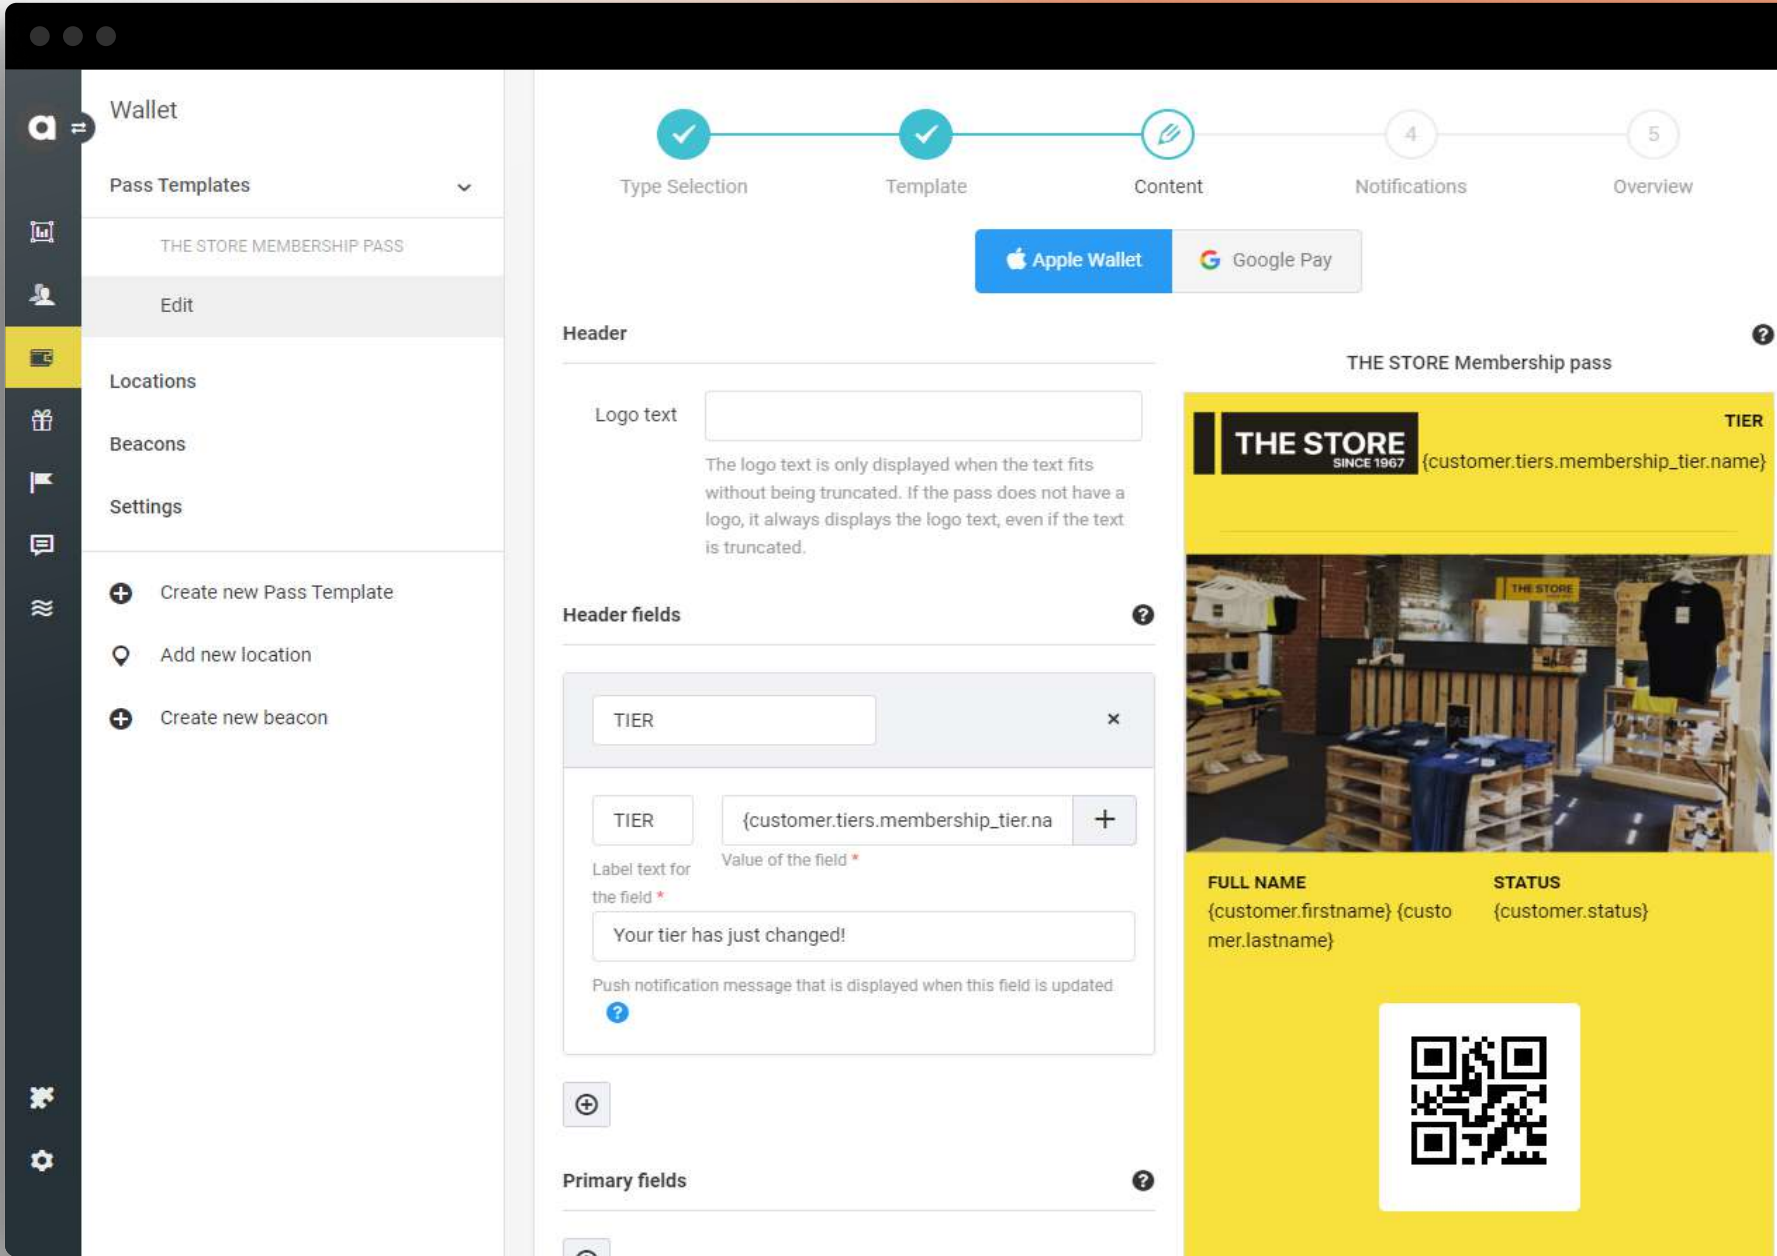 a
Wallet
Pass Templates
THE STORE MEMBERSHIP PASS
Edit
Locations
Beacons
Settings
Create new Pass Template
Add new location
Create new beacon
4
5
Type Selection
Template
Content
Notifications
Overview
Apple Wallet
Google Pay
Header
Logo text
The logo text is only displayed when the text fits
without being truncated. If the pass does not have a
logo, it always displays the logo text, even if the text
is truncated.
Header fields
?
TIER
×
TIER
{customer.tiers.membership_tier.na
+
Label text for
the field *
Value of the field *
Your tier has just changed!
Push notification message that is displayed when this field is updated
?
Primary fields
?
?
THE STORE Membership pass
THE STORE
SINCE 1967
TIER
{customer.tiers.membership_tier.name}
THE STORE
SALE
FULL NAME
{customer.firstname} {custo
mer.lastname}
STATUS
{customer.status}